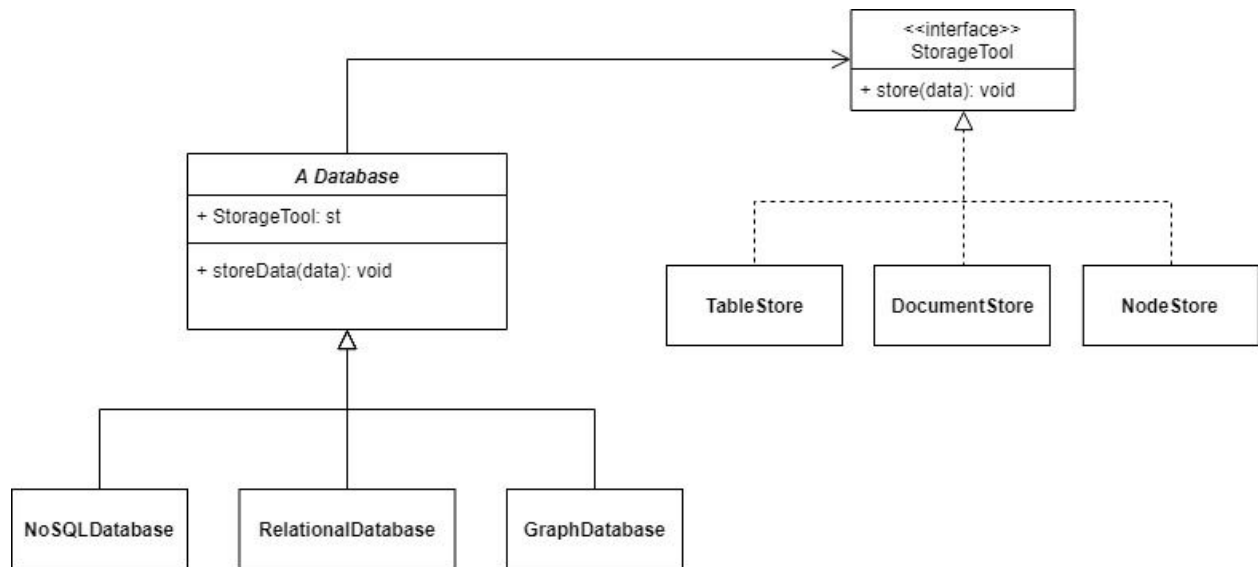 <<interface>>
StorageTool
+ store(data): void
A Database
+ StorageTool: st
+ storeData(data): void
TableStore
DocumentStore
NodeStore
NoSQLDatabase
RelationalDatabase
GraphDatabase